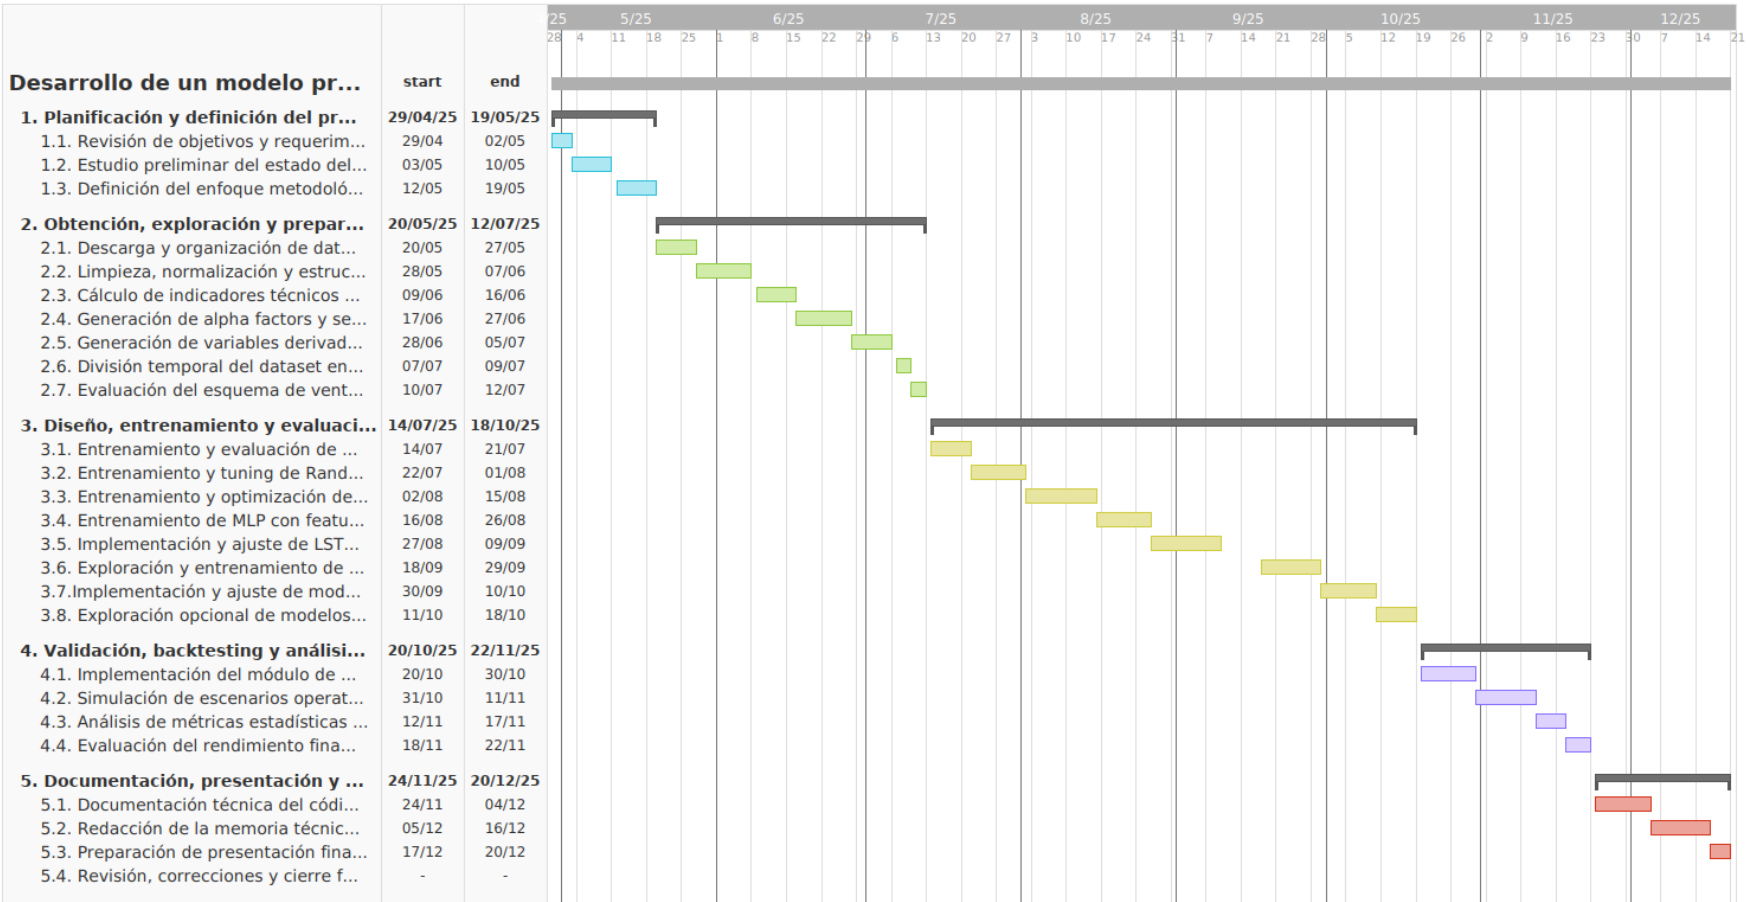 /25 5/25 6/25 7/25 8/25 9/25 10/25 11/25 12/25
28 4 11 18 25 1 8 15 22 29 6 13 20 27 3 10 17 24 31 7 14 21 28 5 12 19 26 2 9 16 23 30 7 14 21
Desarrollo de un modelo pr... start end
1. Planificación y definición del pr... 29/04/25 19/05/25
1.1. Revisión de objetivos y requerim... 29/04 02/05
1.2. Estudio preliminar del estado del... 03/05 10/05
1.3. Definición del enfoque metodoló... 12/05 19/05
2. Obtención, exploración y prepar... 20/05/25 12/07/25
2.1. Descarga y organización de dat... 20/05 27/05
2.2. Limpieza, normalización y estruc... 28/05 07/06
2.3. Cálculo de indicadores técnicos ... 09/06 16/06
2.4. Generación de alpha factors y se... 17/06 27/06
2.5. Generación de variables derivad... 28/06 05/07
2.6. División temporal del dataset en... 07/07 09/07
2.7. Evaluación del esquema de vent... 10/07 12/07
3. Diseño, entrenamiento y evaluaci... 14/07/25 18/10/25
3.1. Entrenamiento y evaluación de ... 14/07 21/07
3.2. Entrenamiento y tuning de Rand... 22/07 01/08
3.3. Entrenamiento y optimización de... 02/08 15/08
3.4. Entrenamiento de MLP con featu... 16/08 26/08
3.5. Implementación y ajuste de LST... 27/08 09/09
3.6. Exploración y entrenamiento de ... 18/09 29/09
3.7.Implementación y ajuste de mod... 30/09 10/10
3.8. Exploración opcional de modelos... 11/10 18/10
4. Validación, backtesting y análisi... 20/10/25 22/11/25
4.1. Implementación del módulo de ... 20/10 30/10
4.2. Simulación de escenarios operat... 31/10 11/11
4.3. Análisis de métricas estadísticas ... 12/11 17/11
4.4. Evaluación del rendimiento fina... 18/11 22/11
5. Documentación, presentación y ... 24/11/25 20/12/25
5.1. Documentación técnica del códi... 24/11 04/12
5.2. Redacción de la memoria técnic... 05/12 16/12
5.3. Preparación de presentación fina... 17/12 20/12
5.4. Revisión, correcciones y cierre f... - -